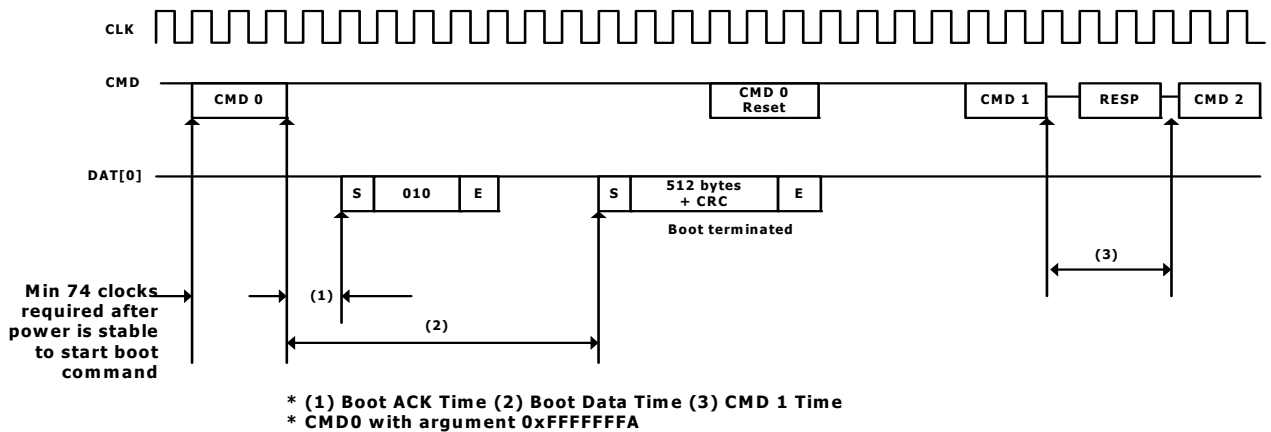 CLK
CMD
CMD 0
CMD 0
Reset
CMD 1
RESP
CMD 2
DAT[0]
S
010
E
S
512 bytes
+ CRC
E
Boot terminated
(3)
Min 74 clocks
required after
power is stable
to start boot
command
(1)
(2)
* (1) Boot ACK Time (2) Boot Data Time (3) CMD 1 Time
* CMD0 with argument 0xFFFFFFFA